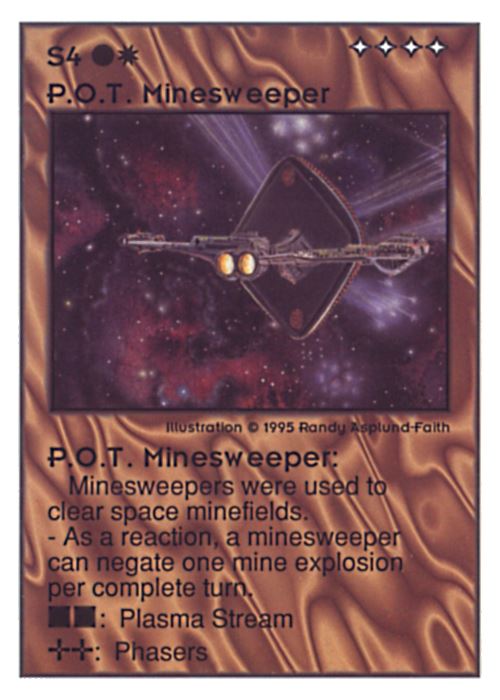 S4
P.O.T. Minesweeper
Illustration © 1995 Randy Asplund-Faith
P.O.T. Minesweeper:
Minesweepers were used to
clear space minefields.
- As a reaction, a minesweeper
can negate one mine explosion
per complete turn.
: Plasma Stream
: Phasers